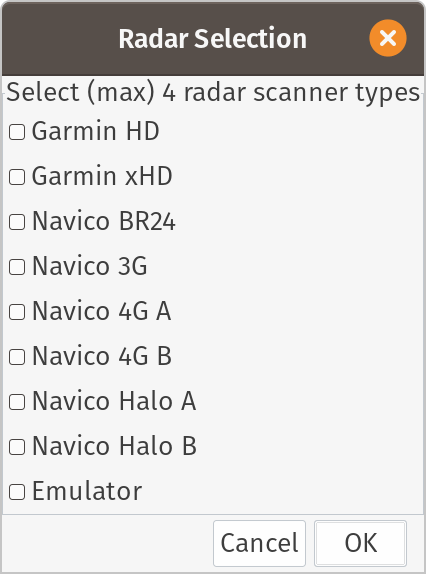 Radar Selection
Select (max) 4 radar scanner types
Garmin HD
Garmin xHD
Navico BR24
Navico 3G
Navico 4G A
Navico 4G B
Navico Halo A
Navico Halo B
Emulator
Cancel OK